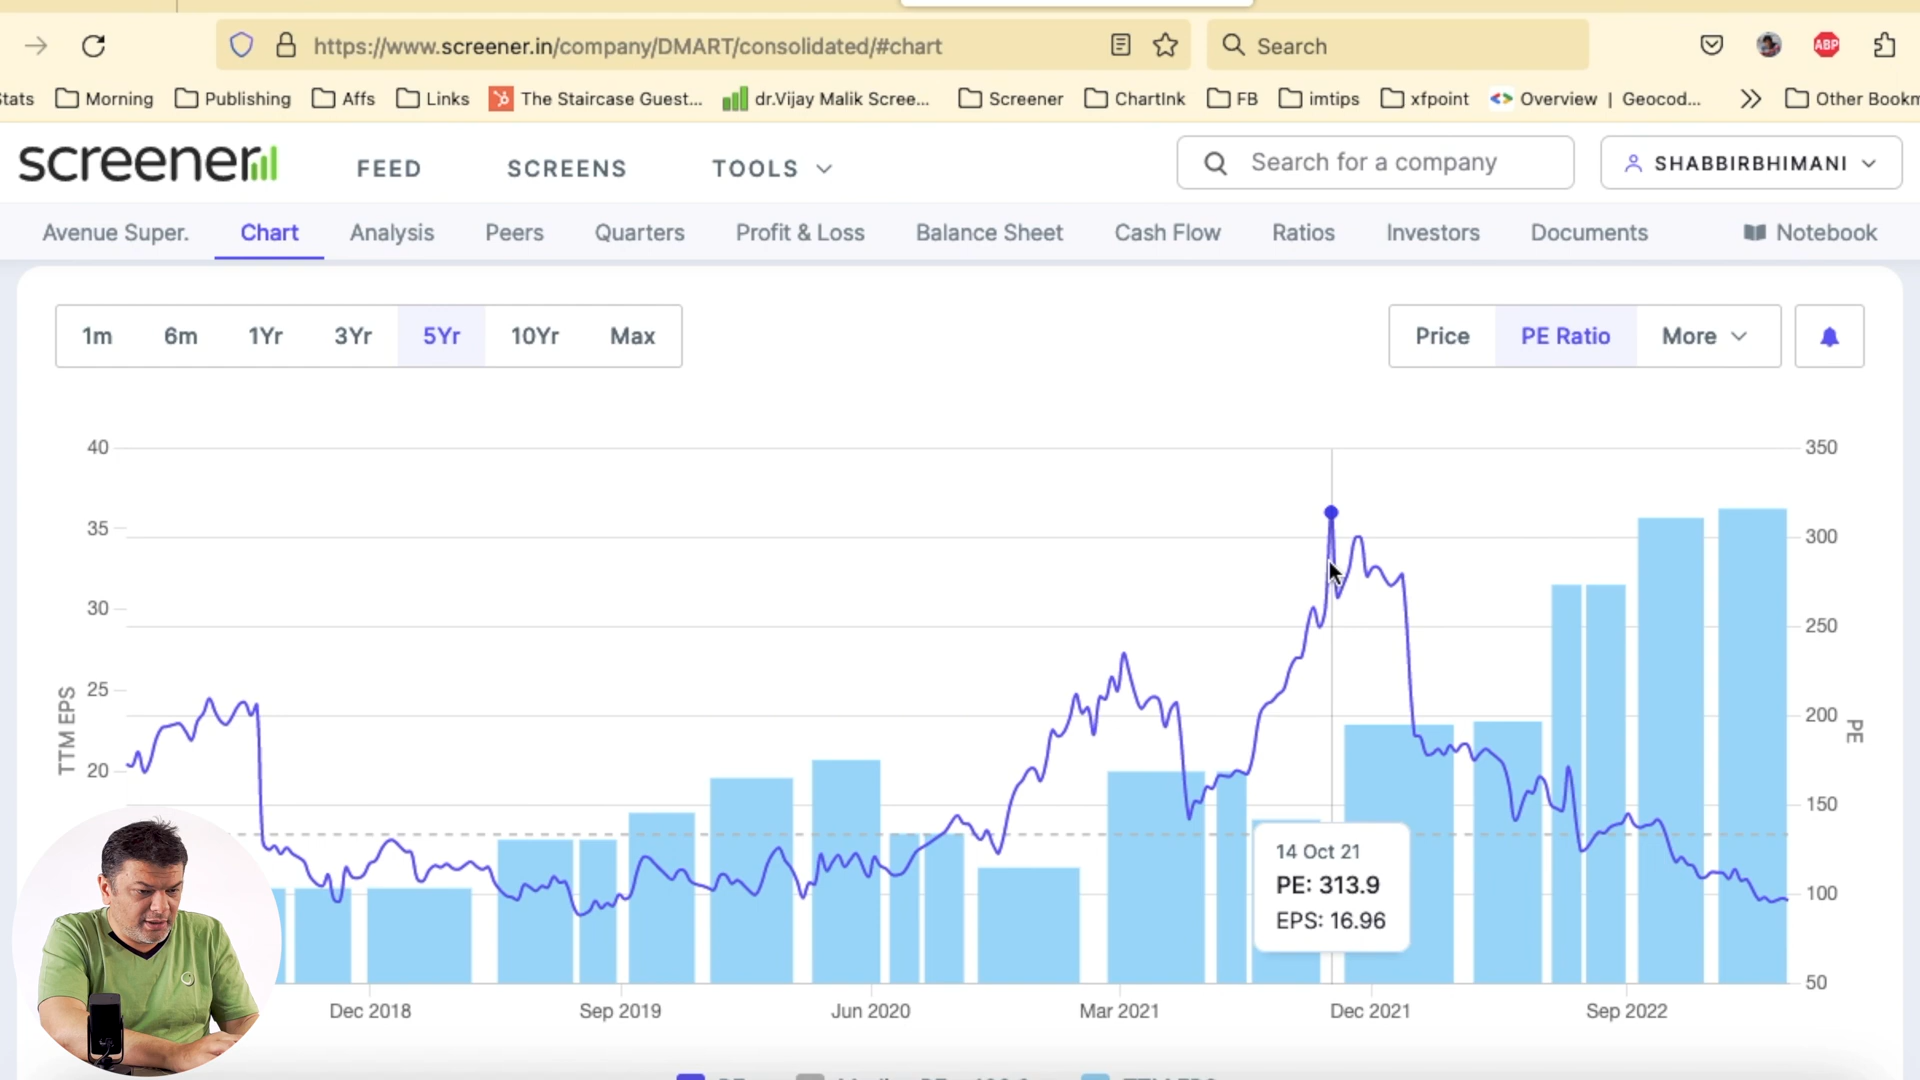 https://www.screener.in/company/DMART/consolidated/#chart
Search
ABP
tats
Morning
Publishing
Affs
Links
The Staircase Guest...
dr.Vijay Malik Scree...
Screener
ChartInk
FB
imtips
xfpoint
Overview | Geocod...
Other Bookm
screener
FEED
SCREENS
TOOLS
Search for a company
SHABBIRBHIMANI
Avenue Super.
Chart
Analysis
Peers
Quarters
Profit & Loss
Balance Sheet
Cash Flow
Ratios
Investors
Documents
Notebook
1m
6m
1Yr
3Yr
5Yr
10Yr
Max
Price
PE Ratio
More
40
35
30
25
20
TTM EPS
350
300
250
200
150
100
50
PE
14 Oct 21
PE: 313.9
EPS: 16.96
Dec 2018
Sep 2019
Jun 2020
Mar 2021
Dec 2021
Sep 2022